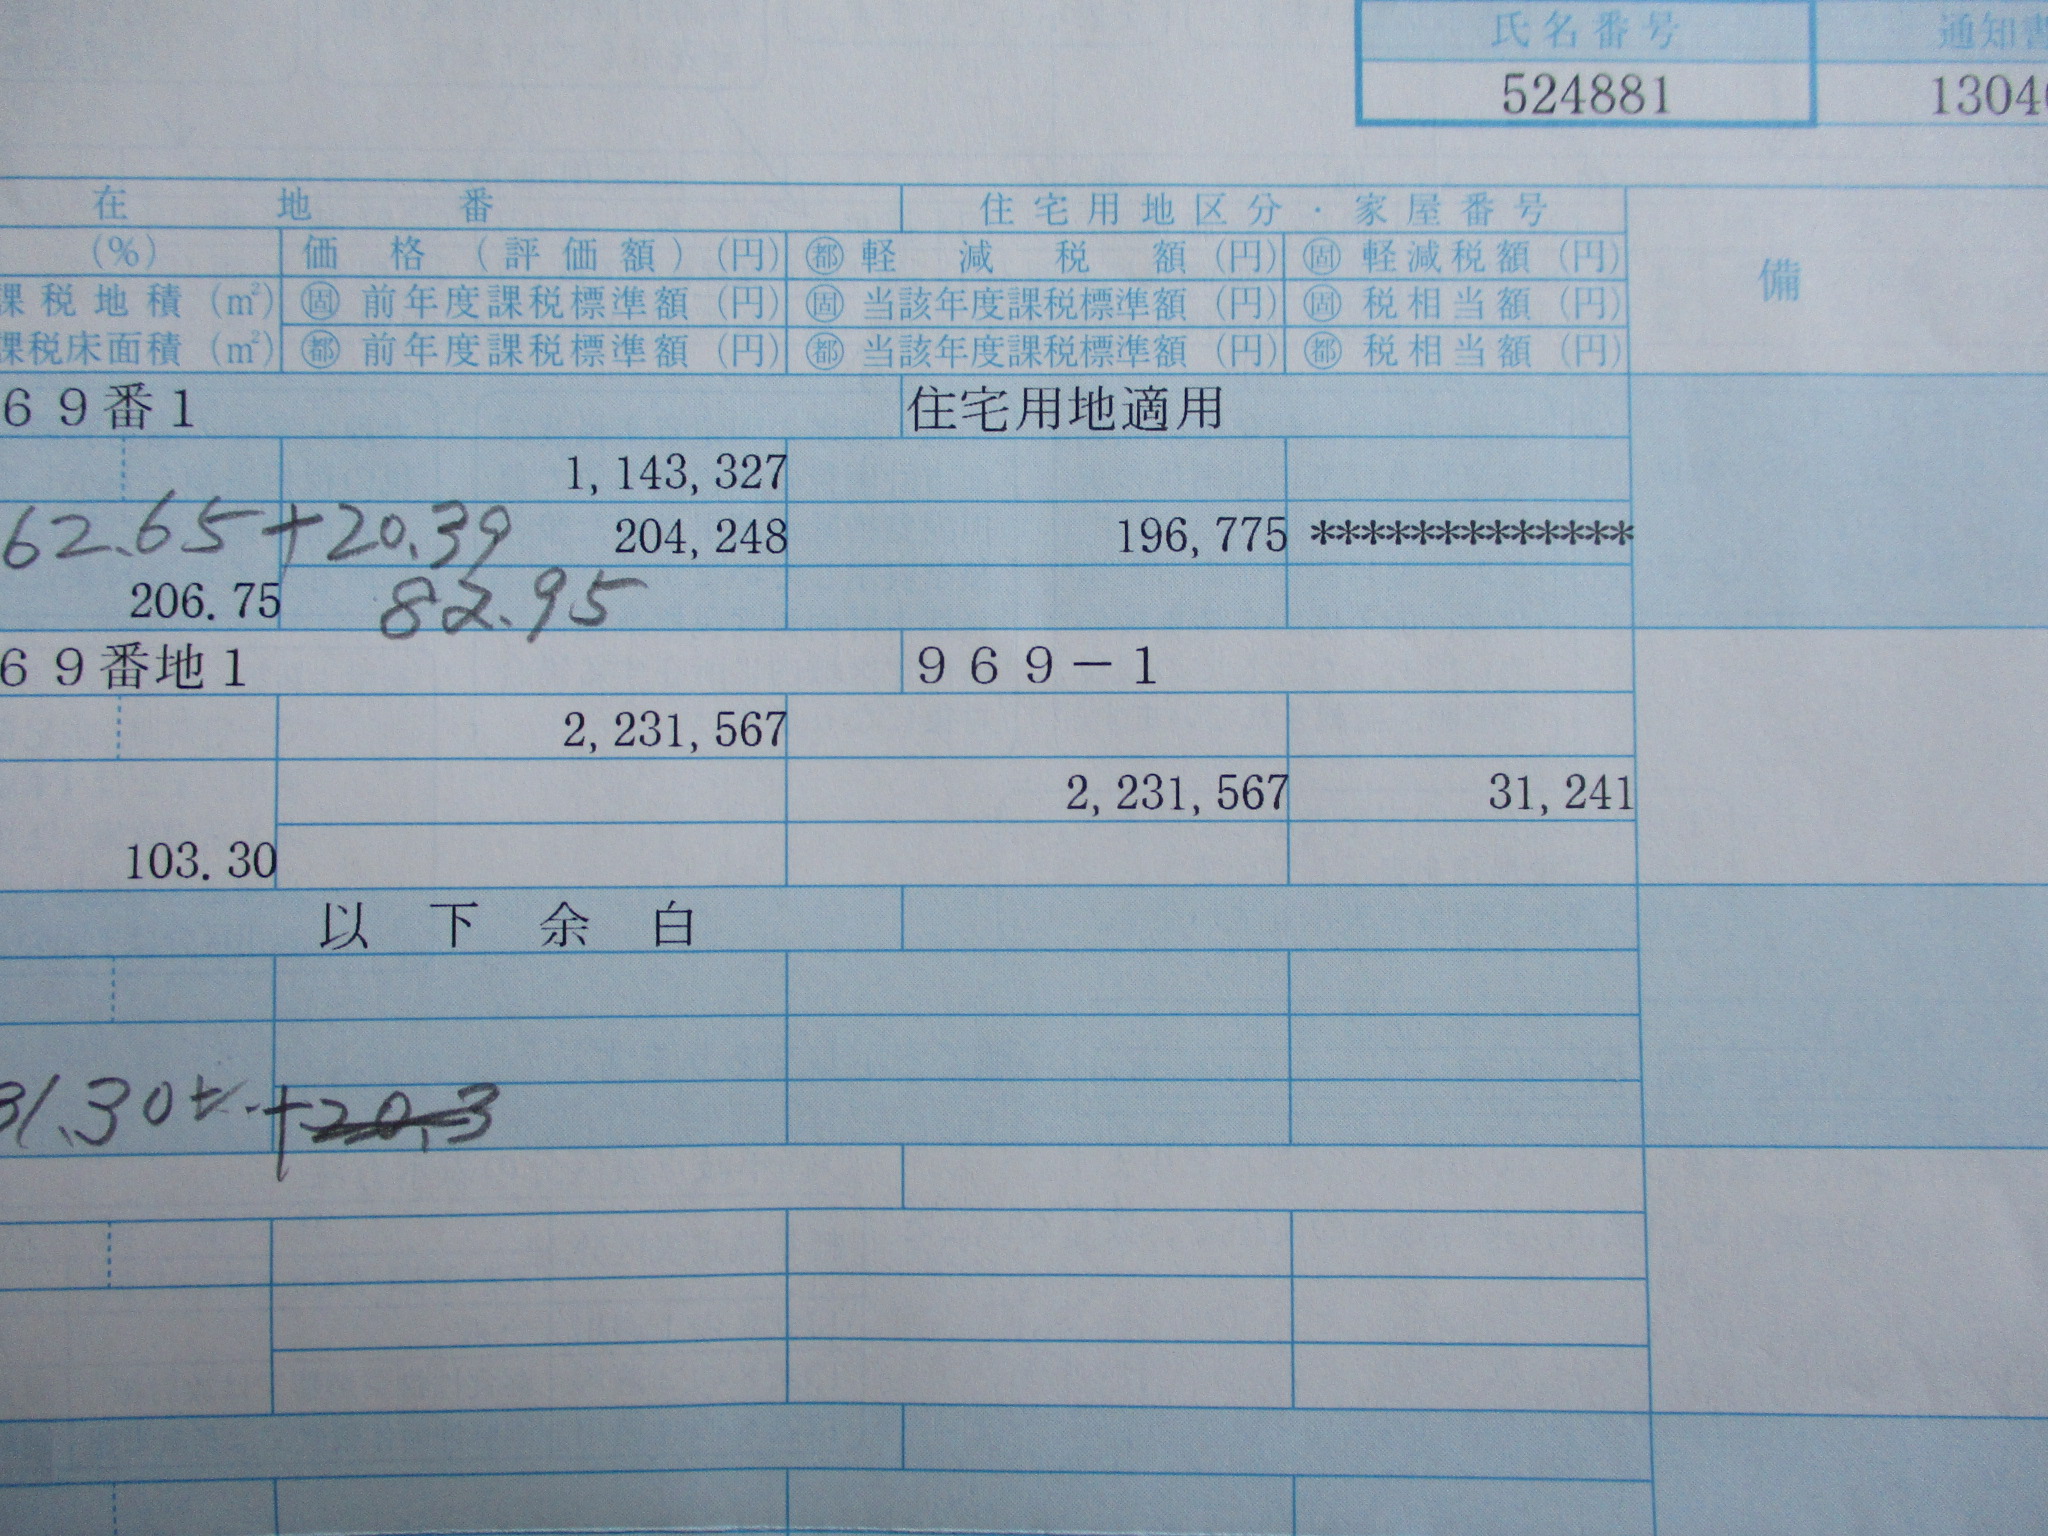 氏名番号 通知書
524881 1304
在地番 住宅用地区分・家屋番号
(%) 価格(評価額)(円) 都 軽減税額(円) 固 軽減税額(円) 備
課税地積(㎡) 固 前年度課税標準額(円) 固 当該年度課税標準額(円) 固 税相当額(円)
課税床面積(㎡) 都 前年度課税標準額(円) 都 当該年度課税標準額(円) 都 税相当額(円)
69番1 住宅用地適用
1,143,327
62.65+20.39 204,248 196,775 *************
206.75 82.95
69番地1 969-1
2,231,567
2,231,567 31,241
103.30
以下余白
31.30 +20.3